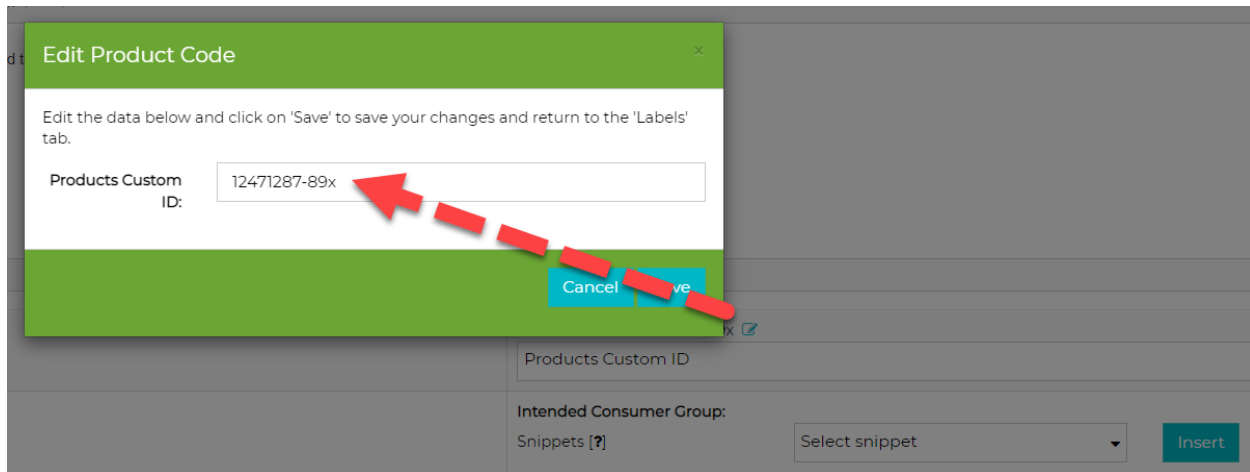 Edit Product Code
×
Edit the data below and click on 'Save' to save your changes and return to the 'Labels'
tab.
Products Custom
ID:
12471287-89x
Cancel
Products Custom ID
Intended Consumer Group:
Snippets [?]
Select snippet
Insert